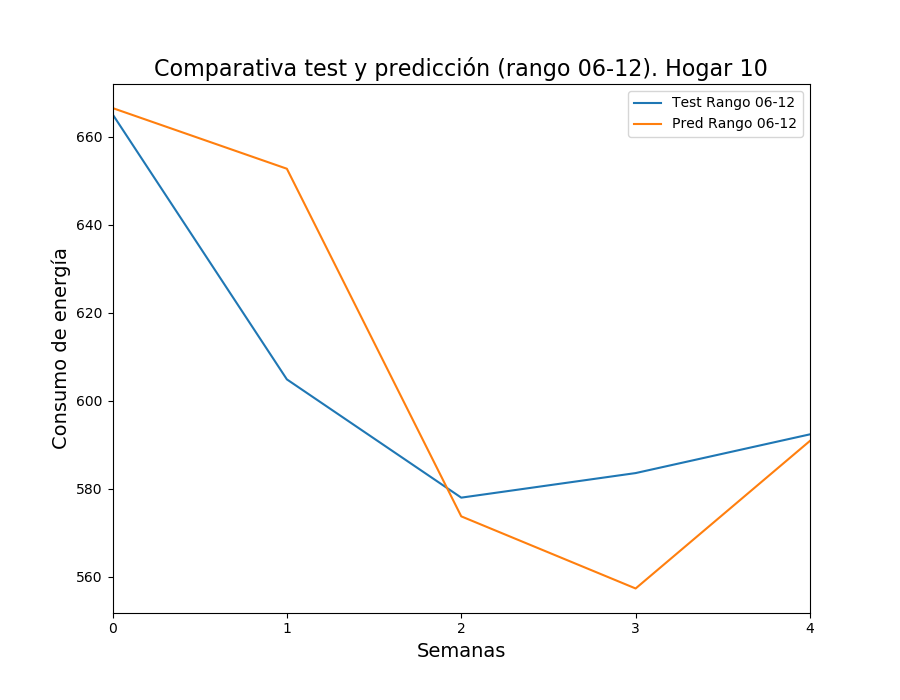 Comparativa test y predicción (rango 06-12). Hogar 10
Test Rango 06-12
Pred Rango 06-12
Consumo de energía
660
640
620
600
580
560
0 1 2 3 4
Semanas